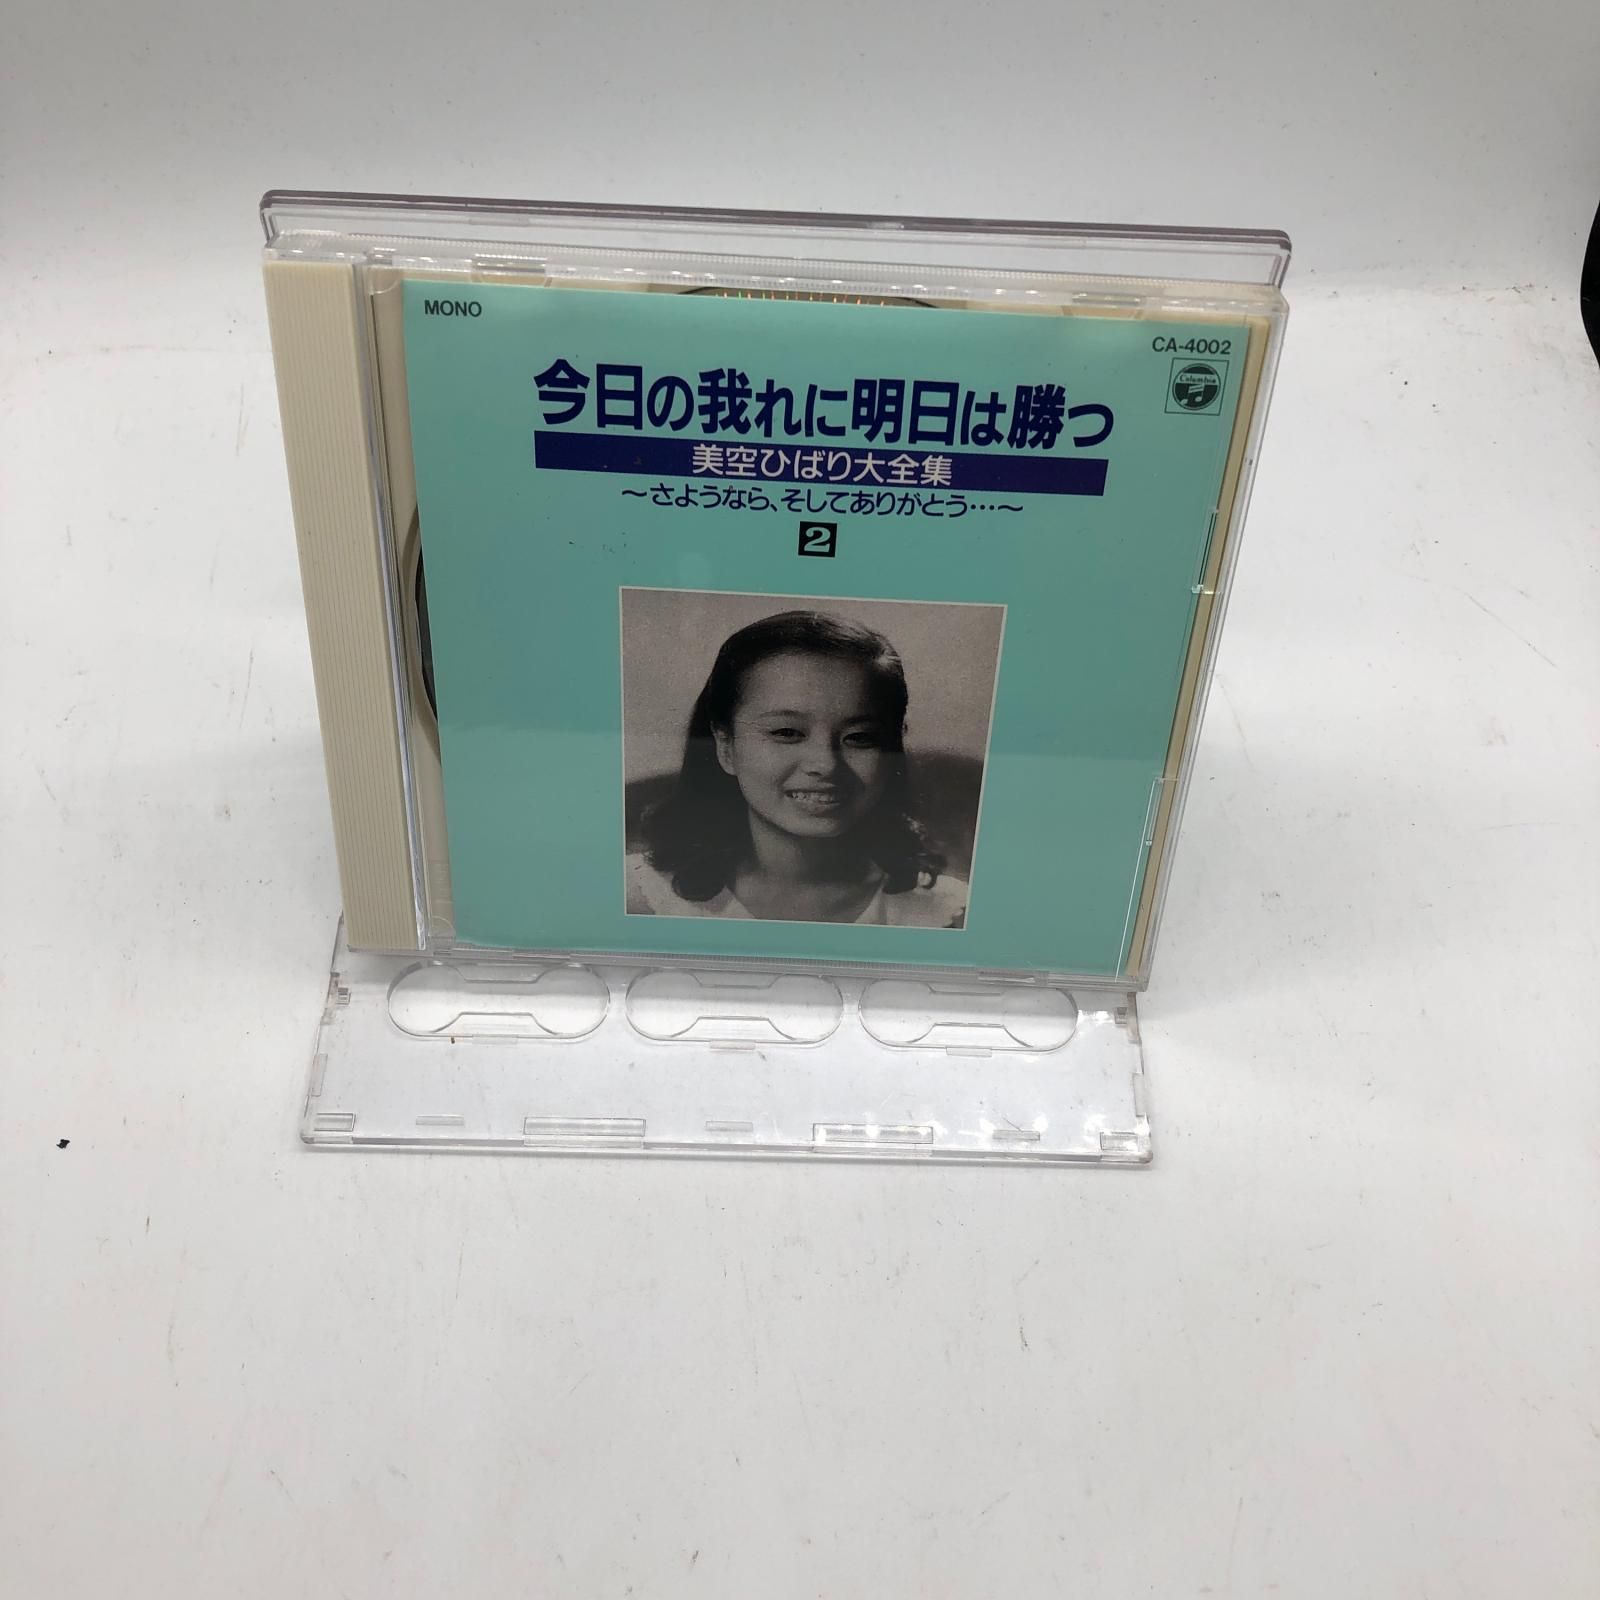 MONO
CA-4002
Columbia
今日の我れに明日は勝つ
美空ひばり大全集
～さようなら、そしてありがとう…～
2